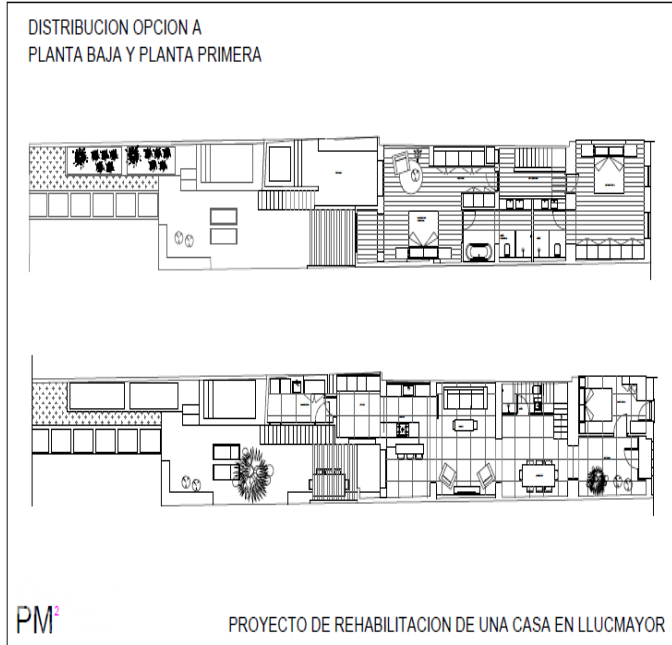 DISTRIBUCION OPCION A
PLANTA BAJA Y PLANTA PRIMERA
PM²
PROYECTO DE REHABILITACION DE UNA CASA EN LLUCMAYOR